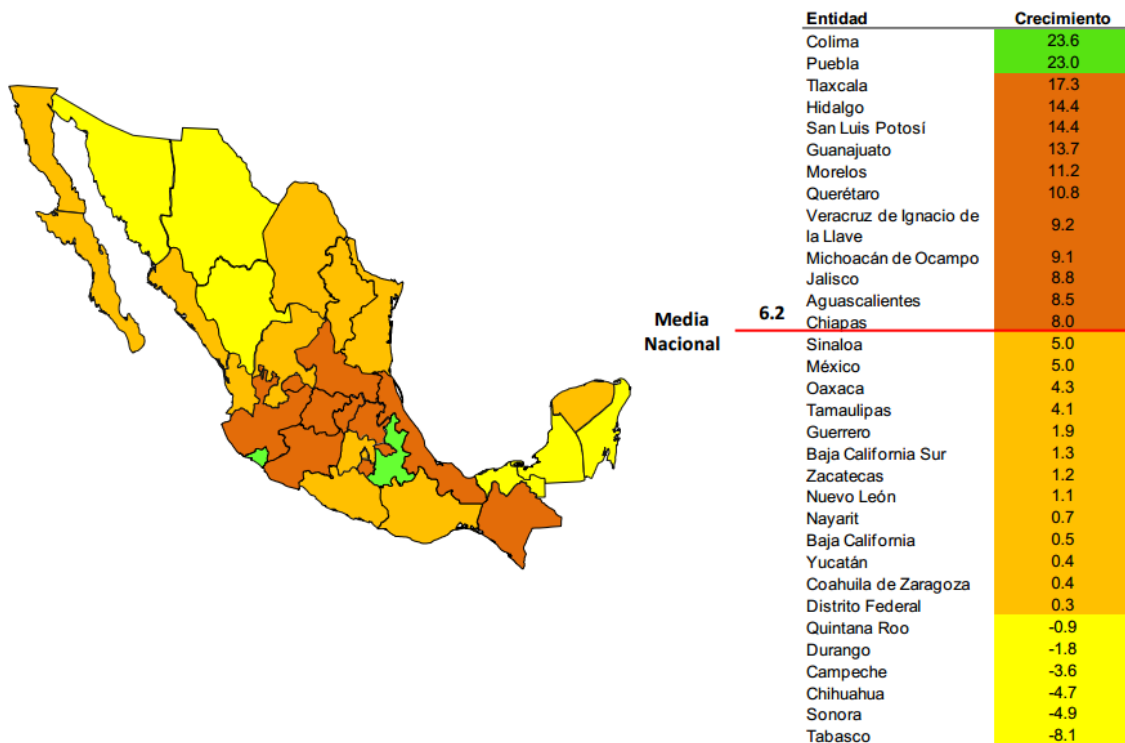 Entidad Crecimiento
Colima 23.6
Puebla 23.0
Tlaxcala 17.3
Hidalgo 14.4
San Luis Potosí 14.4
Guanajuato 13.7
Morelos 11.2
Querétaro 10.8
Veracruz de Ignacio de
la Llave 9.2
Michoacán de Ocampo 9.1
Jalisco 8.8
Aguascalientes 8.5
Chiapas 8.0
Media
Nacional
6.2
Sinaloa 5.0
México 5.0
Oaxaca 4.3
Tamaulipas 4.1
Guerrero 1.9
Baja California Sur 1.3
Zacatecas 1.2
Nuevo León 1.1
Nayarit 0.7
Baja California 0.5
Yucatán 0.4
Coahuila de Zaragoza 0.4
Distrito Federal 0.3
Quintana Roo -0.9
Durango -1.8
Campeche -3.6
Chihuahua -4.7
Sonora -4.9
Tabasco -8.1